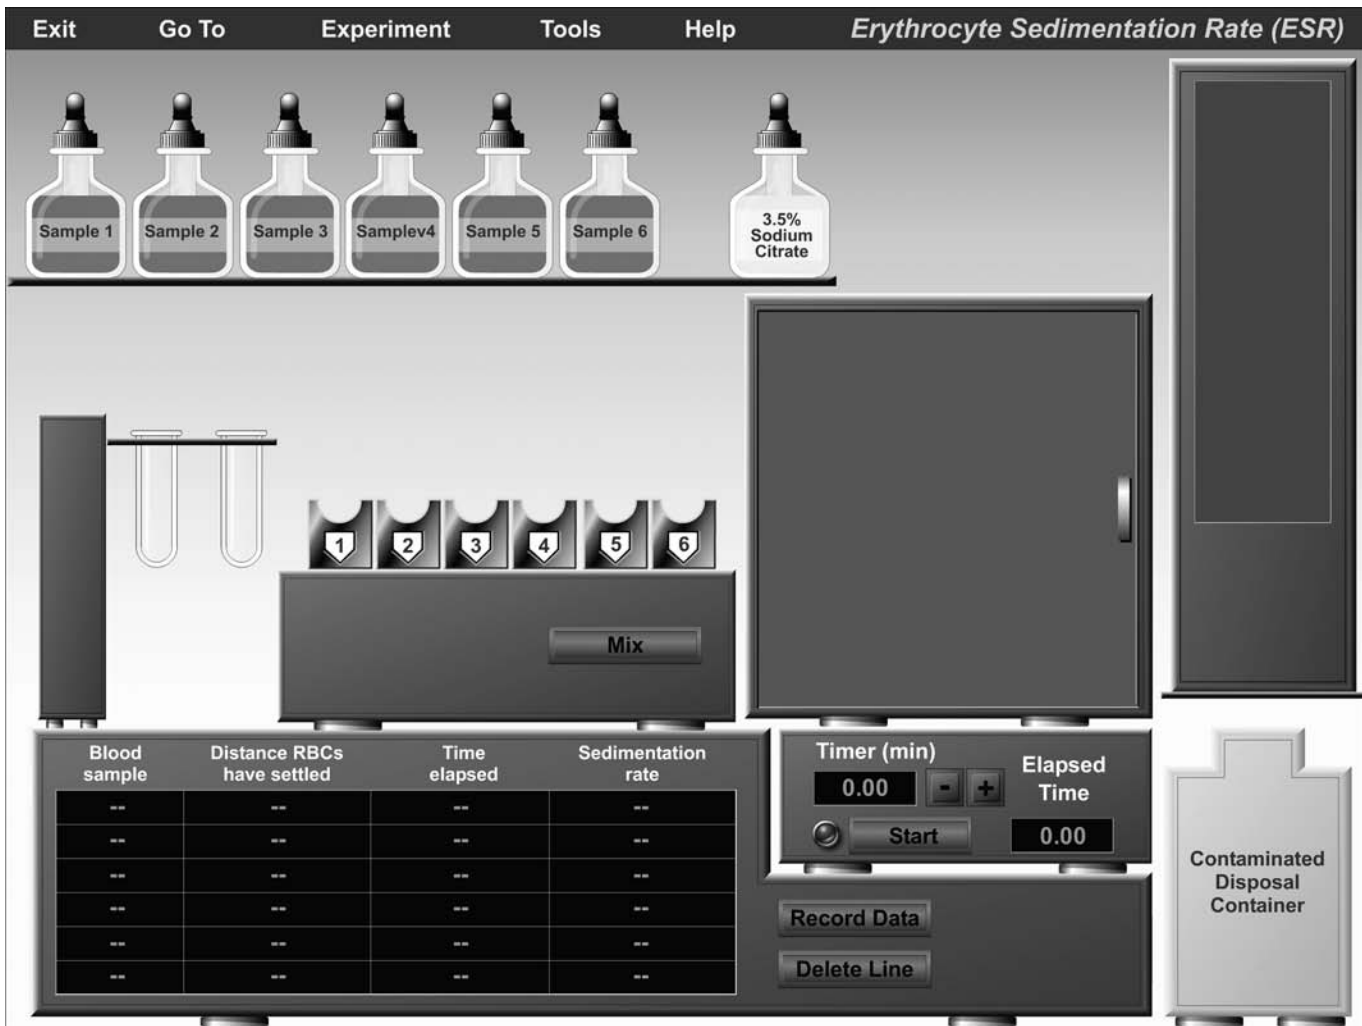 Exit Go To Experiment Tools Help Erythrocyte Sedimentation Rate (ESR)
Sample 1
Sample 2
Sample 3
Samplev4
Sample 5
Sample 6
3.5%
Sodium
Citrate
1 2 3 4 5 6
Mix
Blood
sample
Distance RBCs
have settled
Time
elapsed
Sedimentation
rate
-- -- -- --
-- -- -- --
-- -- -- --
-- -- -- --
-- -- -- --
-- -- -- --
Timer (min)
0.00 - +
Start
Elapsed
Time
0.00
Record Data
Delete Line
Contaminated
Disposal
Container